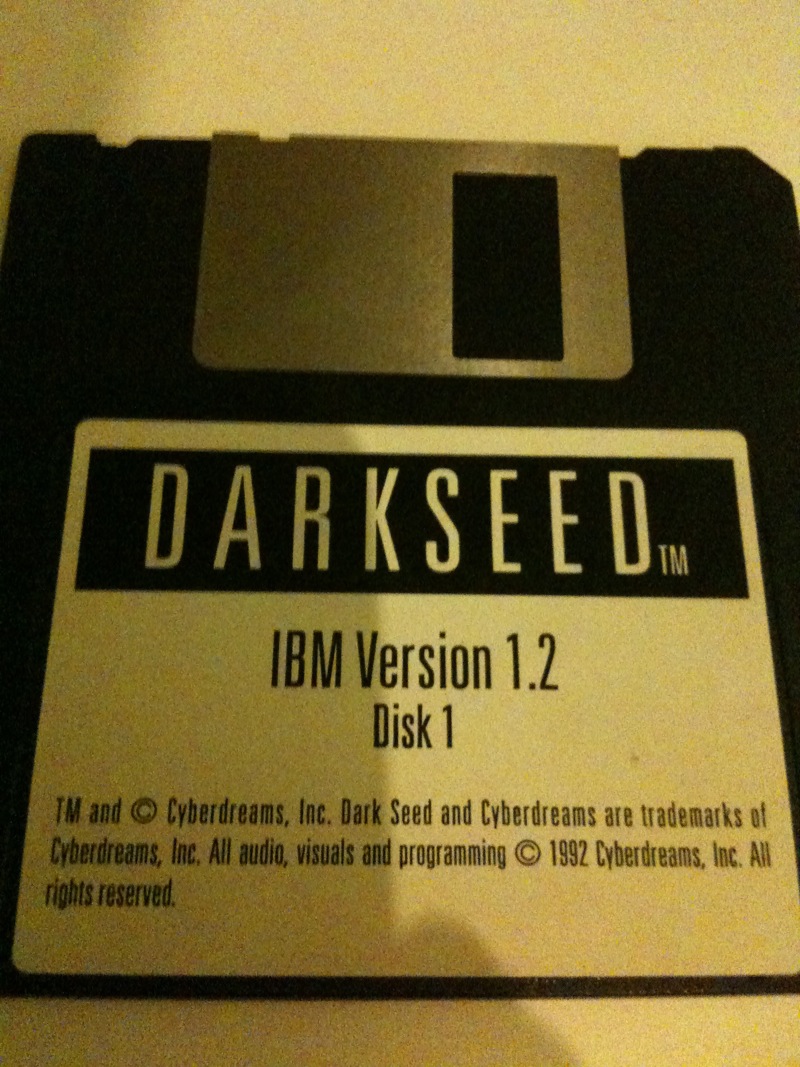 DARKSEED™
IBM Version 1.2
Disk 1
TM and © Cyberdreams, Inc. Dark Seed and Cyberdreams are trademarks of
Cyberdreams, Inc. All audio, visuals and programming © 1992 Cyberdreams, Inc. All
rights reserved.